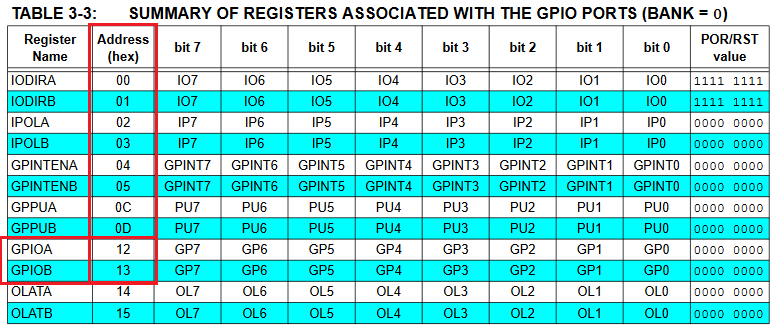 TABLE 3-3: SUMMARY OF REGISTERS ASSOCIATED WITH THE GPIO PORTS (BANK = 0)
Register Name Address (hex) bit 7 bit 6 bit 5 bit 4 bit 3 bit 2 bit 1 bit 0 POR/RST value
IODIRA 00 IO7 IO6 IO5 IO4 IO3 IO2 IO1 IO0 1111 1111
IODIRB 01 IO7 IO6 IO5 IO4 IO3 IO2 IO1 IO0 1111 1111
IPOLA 02 IP7 IP6 IP5 IP4 IP3 IP2 IP1 IP0 0000 0000
IPOLB 03 IP7 IP6 IP5 IP4 IP3 IP2 IP1 IP0 0000 0000
GPINTENA 04 GPINT7 GPINT6 GPINT5 GPINT4 GPINT3 GPINT2 GPINT1 GPINT0 0000 0000
GPINTENB 05 GPINT7 GPINT6 GPINT5 GPINT4 GPINT3 GPINT2 GPINT1 GPINT0 0000 0000
GPPUA 0C PU7 PU6 PU5 PU4 PU3 PU2 PU1 PU0 0000 0000
GPPUB 0D PU7 PU6 PU5 PU4 PU3 PU2 PU1 PU0 0000 0000
GPIOA 12 GP7 GP6 GP5 GP4 GP3 GP2 GP1 GP0 0000 0000
GPIOB 13 GP7 GP6 GP5 GP4 GP3 GP2 GP1 GP0 0000 0000
OLATA 14 OL7 OL6 OL5 OL4 OL3 OL2 OL1 OL0 0000 0000
OLATB 15 OL7 OL6 OL5 OL4 OL3 OL2 OL1 OL0 0000 0000